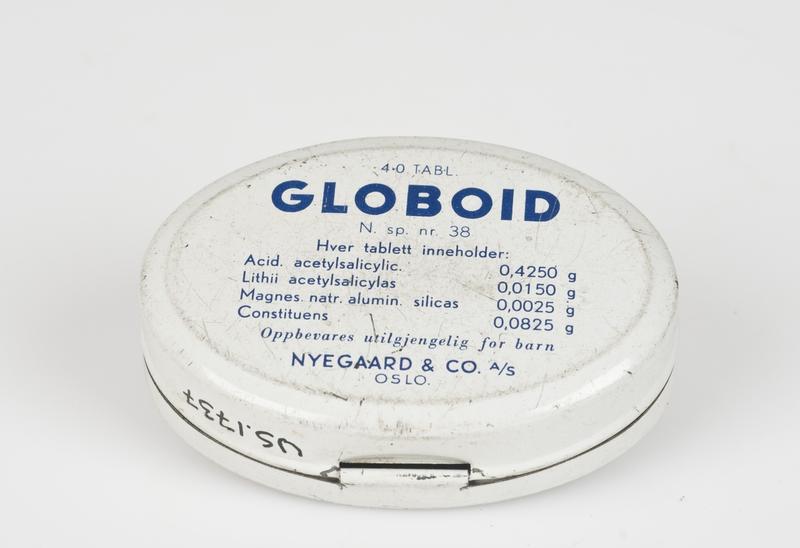 40 TABL.
GLOBOID
N. sp. nr. 38
Hver tablett inneholder:
Acid. acetylsalicylic. 0,4250 g
Lithii acetylsalicylas 0,0150 g
Magnes. natr. alumin. silicas 0,0025 g
Constituens 0,0825 g
Oppbevares utilgjengelig for barn
NYEGAARD & CO. A/S
OSLO.
US.1737